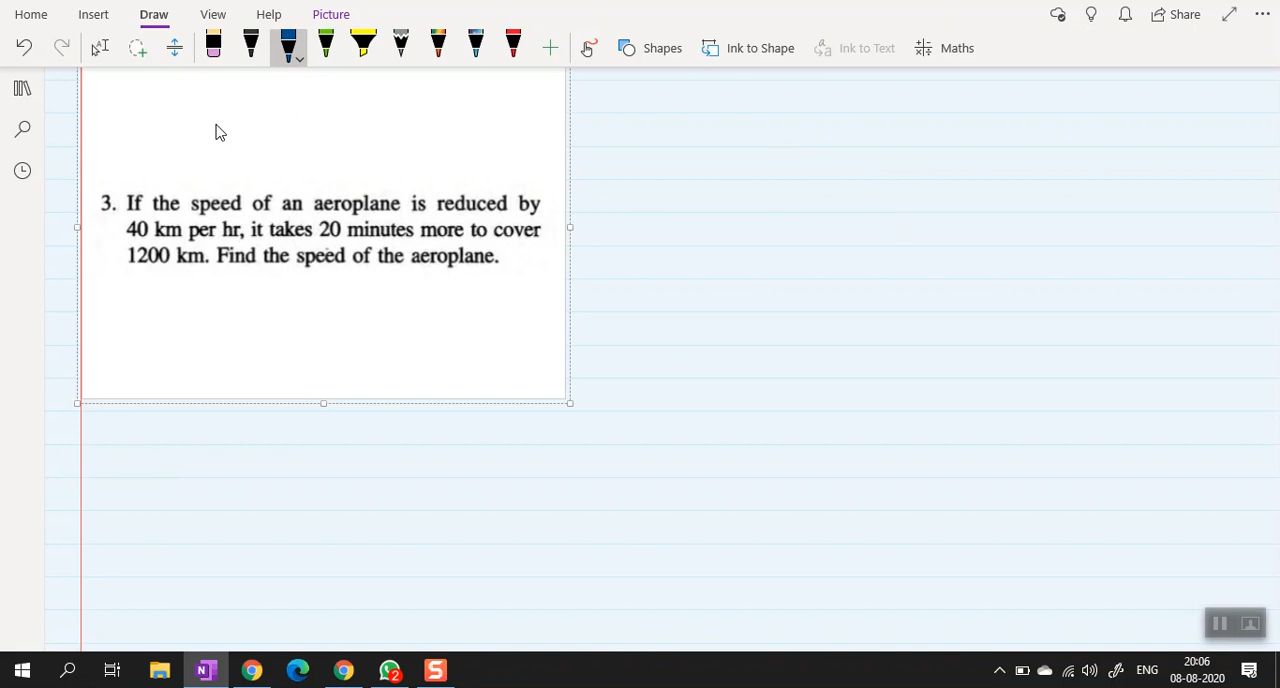 Home Insert Draw View Help Picture Share
Shapes Ink to Shape Ink to Text Maths
3. If the speed of an aeroplane is reduced by
40 km per hr, it takes 20 minutes more to cover
1200 km. Find the speed of the aeroplane.
N 2 S ENG 20:06
08-08-2020